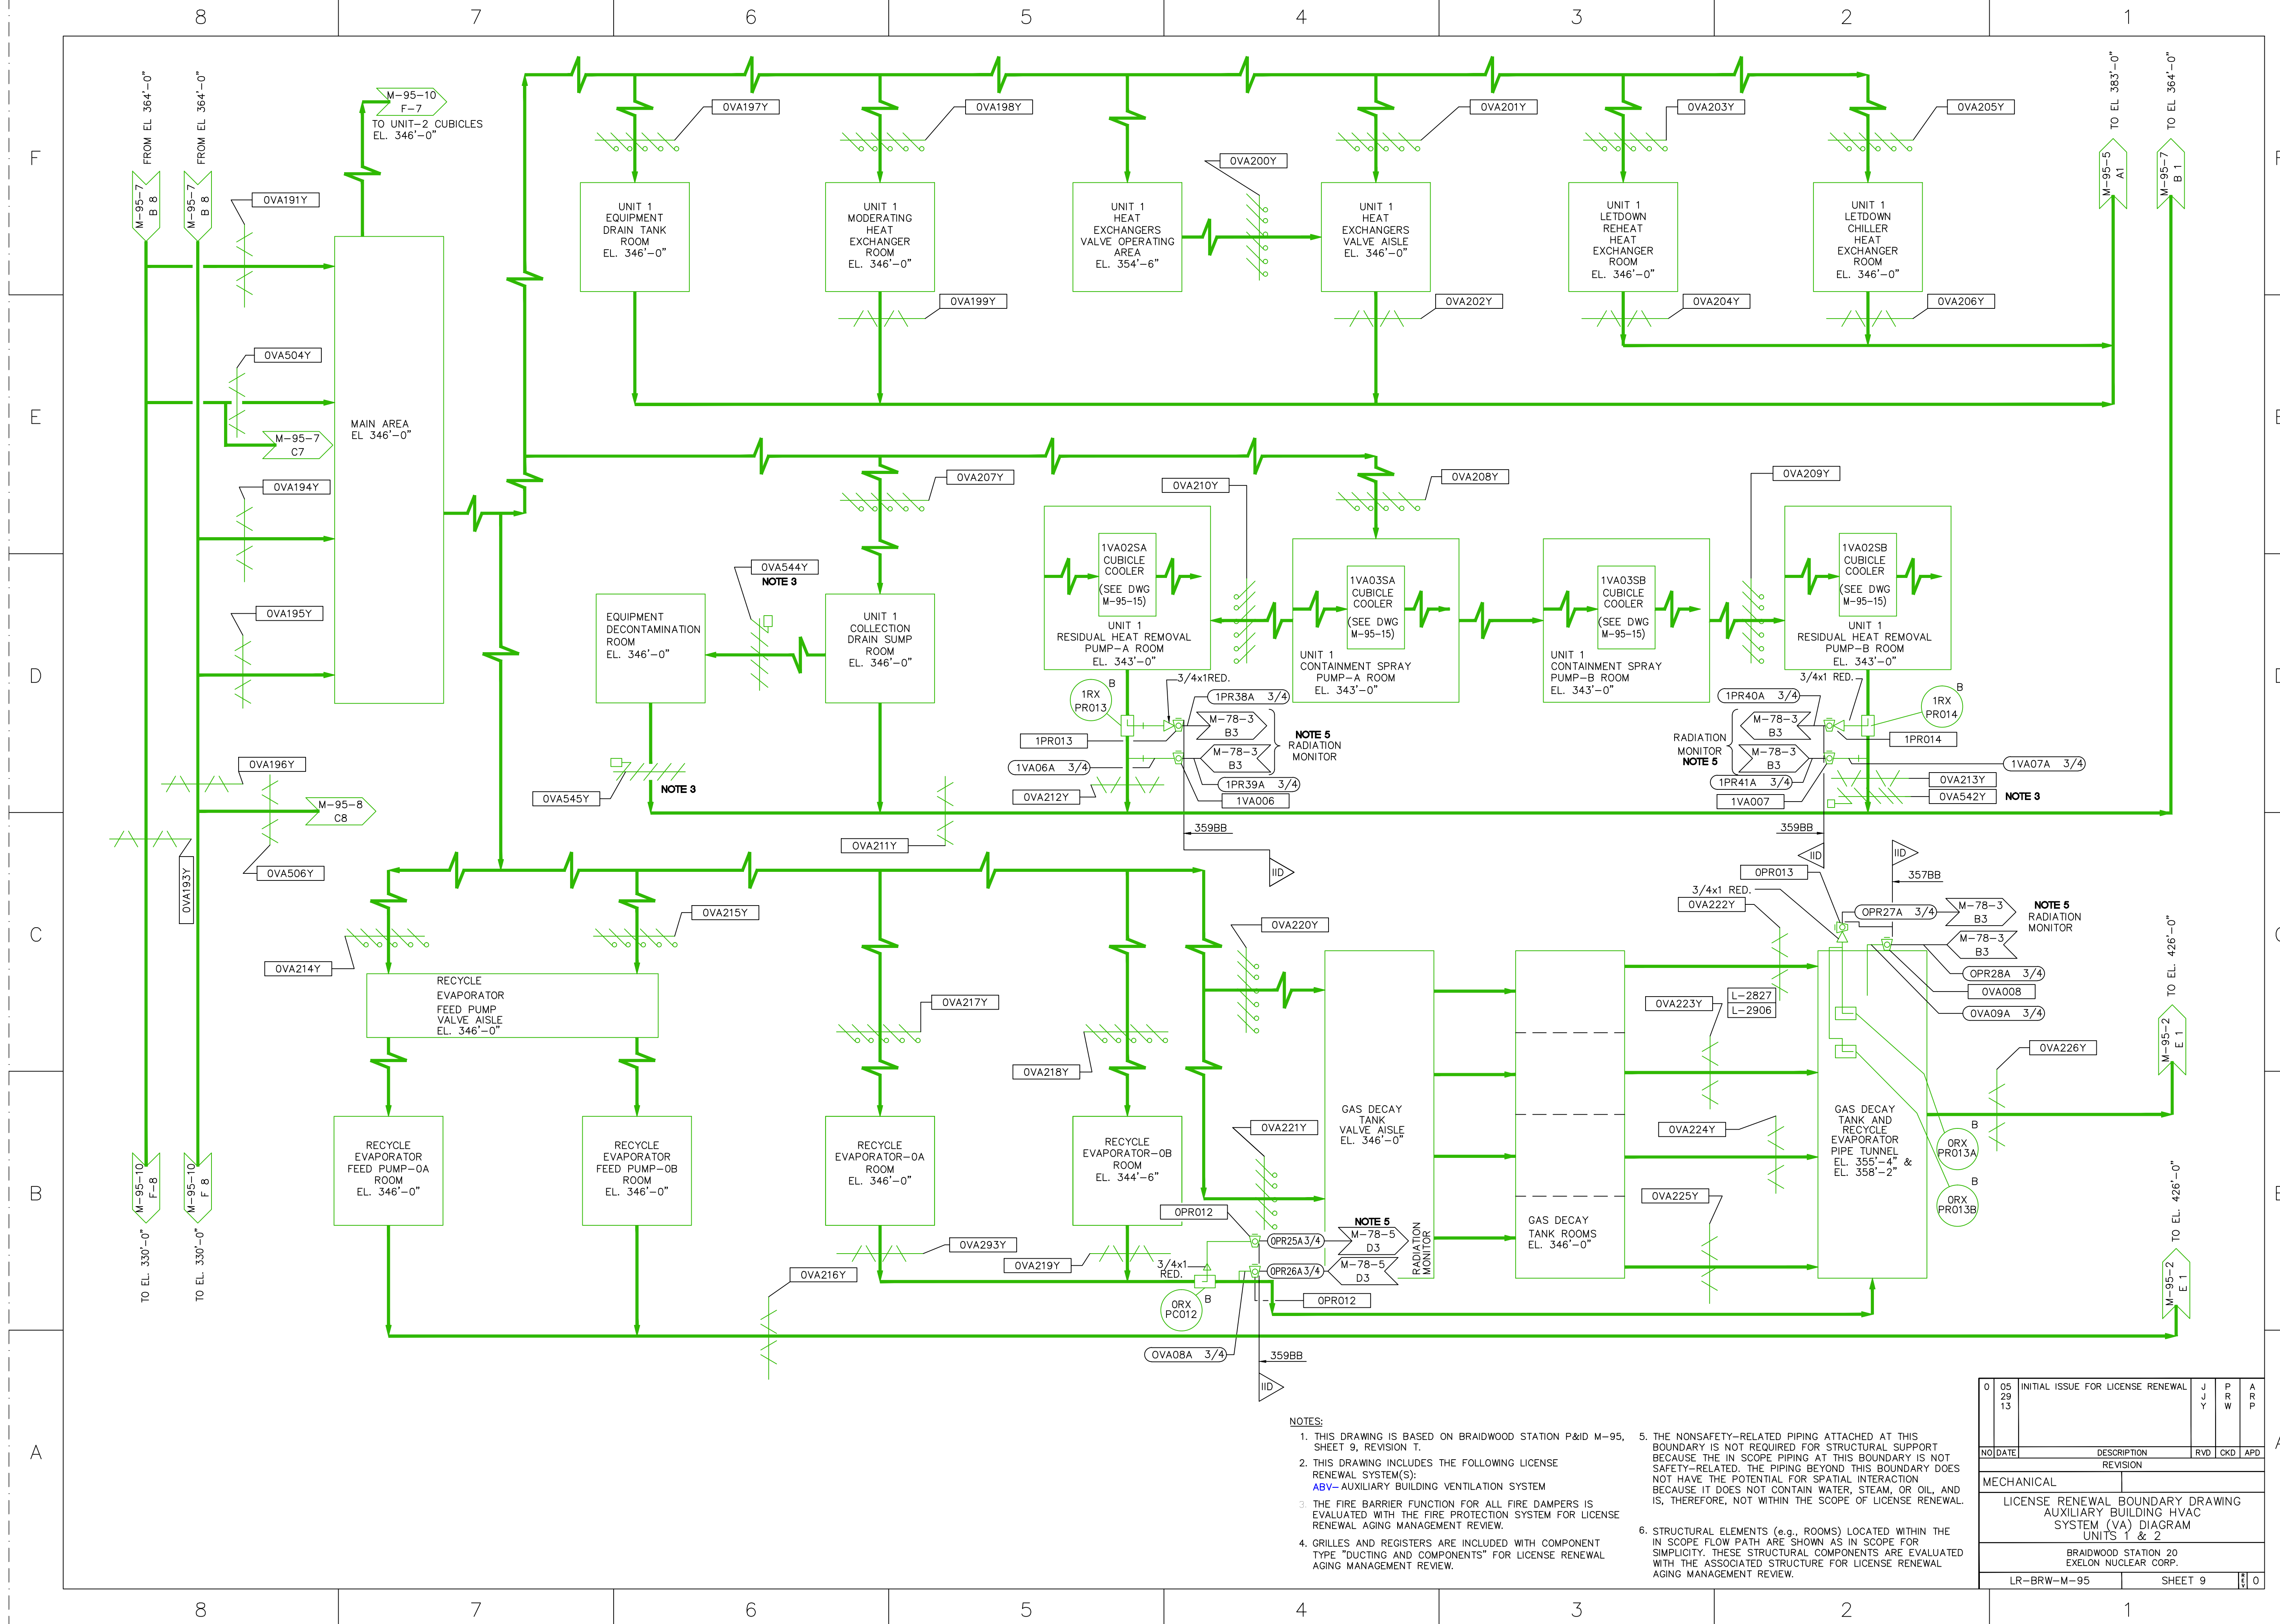 8 7 6 5 4 3 2 1
F
E
D
C
B
A
FROM EL 364'-0"
M-95-7
B 8
FROM EL 364'-0"
M-95-7
B 8
M-95-10
F-7
TO UNIT-2 CUBICLES
EL. 346'-0"
0VA191Y
0VA504Y
M-95-7
C7
0VA194Y
0VA195Y
MAIN AREA
EL 346'-0"
0VA196Y
M-95-8
C8
0VA193Y
0VA506Y
M-95-10
F-8
TO EL. 330'-0"
M-95-10
F 8
TO EL. 330'-0"
0VA197Y
0VA198Y
0VA200Y
0VA201Y
0VA203Y
0VA205Y
UNIT 1
EQUIPMENT
DRAIN TANK
ROOM
EL. 346'-0"
UNIT 1
MODERATING
HEAT
EXCHANGER
ROOM
EL. 346'-0"
UNIT 1
HEAT
EXCHANGERS
VALVE OPERATING
AREA
EL. 354'-6"
UNIT 1
HEAT
EXCHANGERS
VALVE AISLE
EL. 346'-0"
UNIT 1
LETDOWN
REHEAT
HEAT
EXCHANGER
ROOM
EL. 346'-0"
UNIT 1
LETDOWN
CHILLER
HEAT
EXCHANGER
ROOM
EL. 346'-0"
0VA199Y
0VA202Y
0VA204Y
0VA206Y
TO EL 383'-0"
M-95-5
A1
TO EL 364'-0"
M-95-7
B 1
0VA207Y
0VA210Y
0VA208Y
0VA209Y
0VA544Y
NOTE 3
EQUIPMENT
DECONTAMINATION
ROOM
EL. 346'-0"
UNIT 1
COLLECTION
DRAIN SUMP
ROOM
EL. 346'-0"
1VA02SA
CUBICLE
COOLER
(SEE DWG
M-95-15)
UNIT 1
RESIDUAL HEAT REMOVAL
PUMP-A ROOM
EL. 343'-0"
1VA03SA
CUBICLE
COOLER
(SEE DWG
M-95-15)
UNIT 1
CONTAINMENT SPRAY
PUMP-A ROOM
EL. 343'-0"
1VA03SB
CUBICLE
COOLER
(SEE DWG
M-95-15)
UNIT 1
CONTAINMENT SPRAY
PUMP-B ROOM
EL. 343'-0"
1VA02SB
CUBICLE
COOLER
(SEE DWG
M-95-15)
UNIT 1
RESIDUAL HEAT REMOVAL
PUMP-B ROOM
EL. 343'-0"
0VA545Y
NOTE 3
0VA211Y
B
1RX
PR013
3/4x1RED.
1PR38A 3/4
M-78-3
B3
1PR013
M-78-3
B3
NOTE 5
RADIATION
MONITOR
1VA06A 3/4
1PR39A 3/4
0VA212Y
1VA006
359BB
IID
3/4x1 RED.
1PR40A 3/4
M-78-3
B3
RADIATION
MONITOR
NOTE 5
M-78-3
B3
1PR41A 3/4
1VA007
B
1RX
PR014
1PR014
1VA07A 3/4
0VA213Y
0VA542Y
NOTE 3
359BB
IID
IID
357BB
0PR013
3/4x1 RED.
0VA222Y
0PR27A 3/4
M-78-3
B3
NOTE 5
RADIATION
MONITOR
M-78-3
B3
0PR28A 3/4
0VA008
0VA09A 3/4
0VA214Y
0VA215Y
0VA217Y
0VA218Y
0VA220Y
0VA223Y
L-2827
L-2906
0VA226Y
TO EL. 426'-0"
M-95-2
E 1
RECYCLE
EVAPORATOR
FEED PUMP
VALVE AISLE
EL. 346'-0"
RECYCLE
EVAPORATOR
FEED PUMP-0A
ROOM
EL. 346'-0"
RECYCLE
EVAPORATOR
FEED PUMP-0B
ROOM
EL. 346'-0"
RECYCLE
EVAPORATOR-0A
ROOM
EL. 346'-0"
RECYCLE
EVAPORATOR-0B
ROOM
EL. 344'-6"
0VA221Y
GAS DECAY
TANK
VALVE AISLE
EL. 346'-0"
GAS DECAY
TANK ROOMS
EL. 346'-0"
0VA224Y
0VA225Y
GAS DECAY
TANK AND
RECYCLE
EVAPORATOR
PIPE TUNNEL
EL. 355'-4" &
EL. 358'-2"
B
0RX
PR013A
B
0RX
PR013B
TO EL. 426'-0"
M-95-2
E 1
0PR012
0PR25A3/4
NOTE 5
M-78-5
D3
RADIATION
MONITOR
0PR26A3/4
M-78-5
D3
0PR012
0VA293Y
0VA216Y
0VA219Y
3/4x1
RED.
0RX
PC012
B
0VA08A 3/4
359BB
IID
NOTES:
1. THIS DRAWING IS BASED ON BRAIDWOOD STATION P&ID M-95,
SHEET 9, REVISION T.
2. THIS DRAWING INCLUDES THE FOLLOWING LICENSE
RENEWAL SYSTEM(S):
ABV- AUXILIARY BUILDING VENTILATION SYSTEM
3. THE FIRE BARRIER FUNCTION FOR ALL FIRE DAMPERS IS
EVALUATED WITH THE FIRE PROTECTION SYSTEM FOR LICENSE
RENEWAL AGING MANAGEMENT REVIEW.
4. GRILLES AND REGISTERS ARE INCLUDED WITH COMPONENT
TYPE "DUCTING AND COMPONENTS" FOR LICENSE RENEWAL
AGING MANAGEMENT REVIEW.
5. THE NONSAFETY-RELATED PIPING ATTACHED AT THIS
BOUNDARY IS NOT REQUIRED FOR STRUCTURAL SUPPORT
BECAUSE THE IN SCOPE PIPING AT THIS BOUNDARY IS NOT
SAFETY-RELATED. THE PIPING BEYOND THIS BOUNDARY DOES
NOT HAVE THE POTENTIAL FOR SPATIAL INTERACTION
BECAUSE IT DOES NOT CONTAIN WATER, STEAM, OR OIL, AND
IS, THEREFORE, NOT WITHIN THE SCOPE OF LICENSE RENEWAL.
6. STRUCTURAL ELEMENTS (e.g., ROOMS) LOCATED WITHIN THE
IN SCOPE FLOW PATH ARE SHOWN AS IN SCOPE FOR
SIMPLICITY. THESE STRUCTURAL COMPONENTS ARE EVALUATED
WITH THE ASSOCIATED STRUCTURE FOR LICENSE RENEWAL
AGING MANAGEMENT REVIEW.
0 05 INITIAL ISSUE FOR LICENSE RENEWAL J P A
29 J R R
13 Y W P
NO DATE DESCRIPTION RVD CKD APD
REVISION
MECHANICAL
LICENSE RENEWAL BOUNDARY DRAWING
AUXILIARY BUILDING HVAC
SYSTEM (VA) DIAGRAM
UNITS 1 & 2
BRAIDWOOD STATION 20
EXELON NUCLEAR CORP.
LR-BRW-M-95 SHEET 9 REV 0
8 7 6 5 4 3 2 1